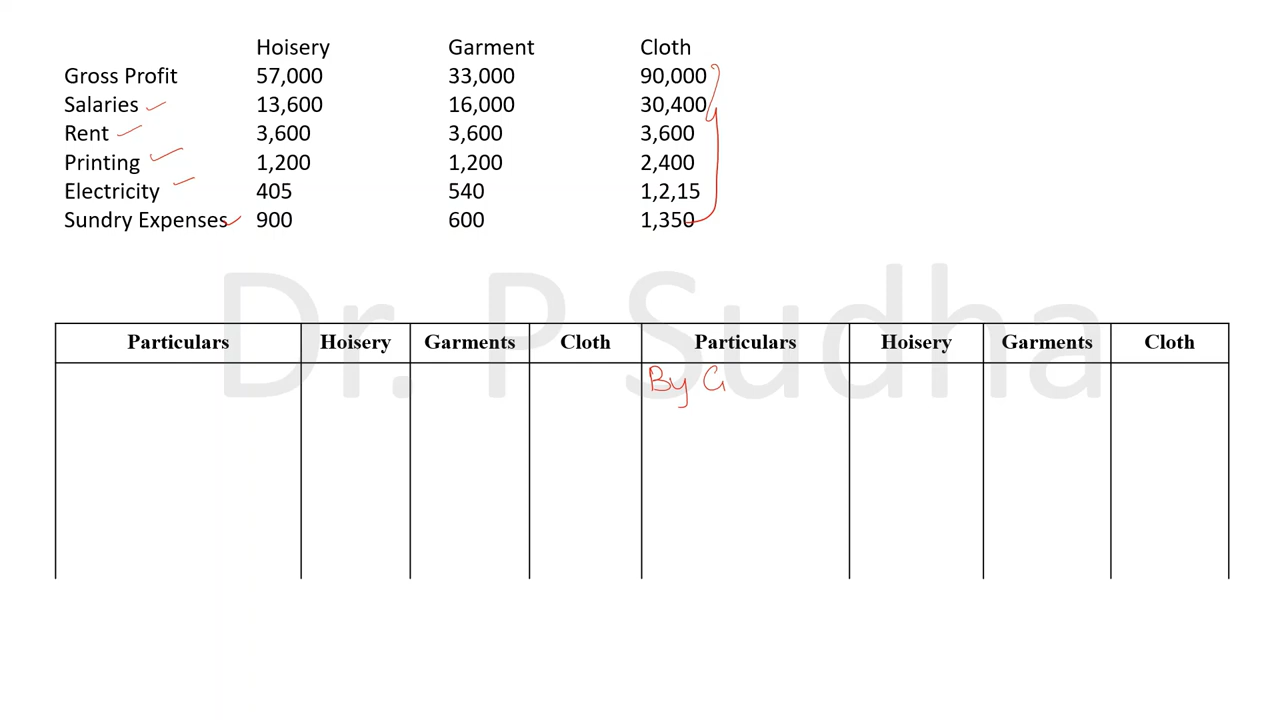 Hoisery Garment Cloth
Gross Profit 57,000 33,000 90,000
Salaries 13,600 16,000 30,400
Rent 3,600 3,600 3,600
Printing 1,200 1,200 2,400
Electricity 405 540 1,2,15
Sundry Expenses 900 600 1,350
Dr. P Sudha
Particulars Hoisery Garments Cloth Particulars Hoisery Garments Cloth
By G